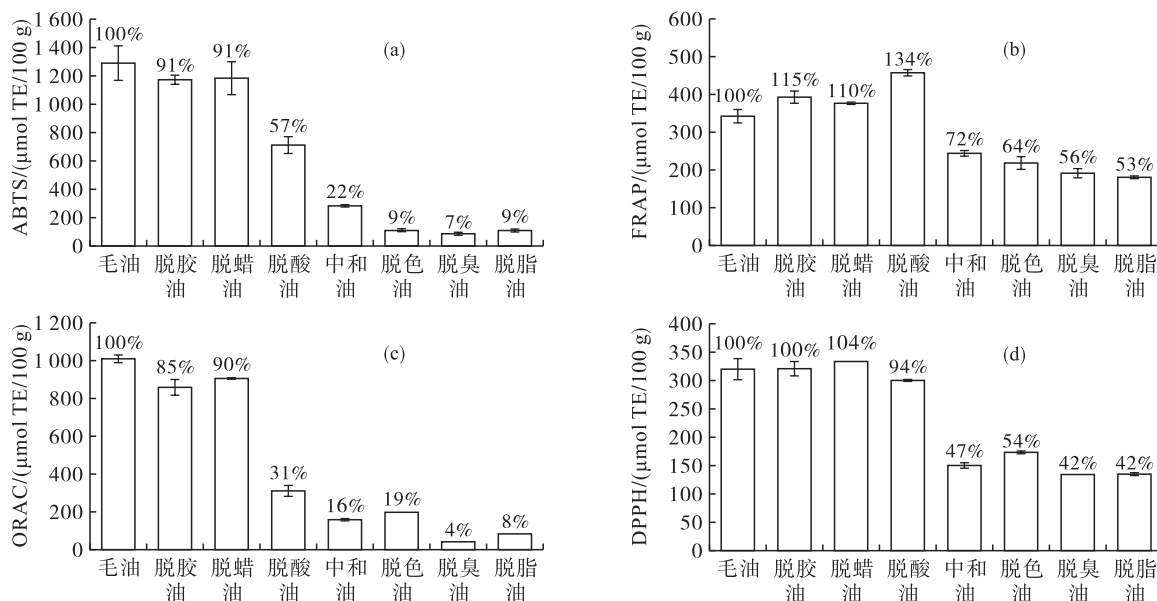 1 600
1 400
1 200
1 000
800
600
400
200
0
ABTS/(μmol TE/100 g)
(a)
100%
91%
91%
57%
22%
9%
7%
9%
毛油
脱胶
油
脱蜡
油
脱酸
油
中和
油
脱色
油
脱臭
油
脱脂
油
600
500
400
300
200
100
0
FRAP/(μmol TE/100 g)
(b)
100%
115%
110%
134%
72%
64%
56%
53%
毛油
脱胶
油
脱蜡
油
脱酸
油
中和
油
脱色
油
脱臭
油
脱脂
油
1 200
1 000
800
600
400
200
0
ORAC/(μmol TE/100 g)
(c)
100%
85%
90%
31%
16%
19%
4%
8%
毛油
脱胶
油
脱蜡
油
脱酸
油
中和
油
脱色
油
脱臭
油
脱脂
油
400
350
300
250
200
150
100
50
0
DPPH/(μmol TE/100 g)
(d)
100%
100%
104%
94%
47%
54%
42%
42%
毛油
脱胶
油
脱蜡
油
脱酸
油
中和
油
脱色
油
脱臭
油
脱脂
油